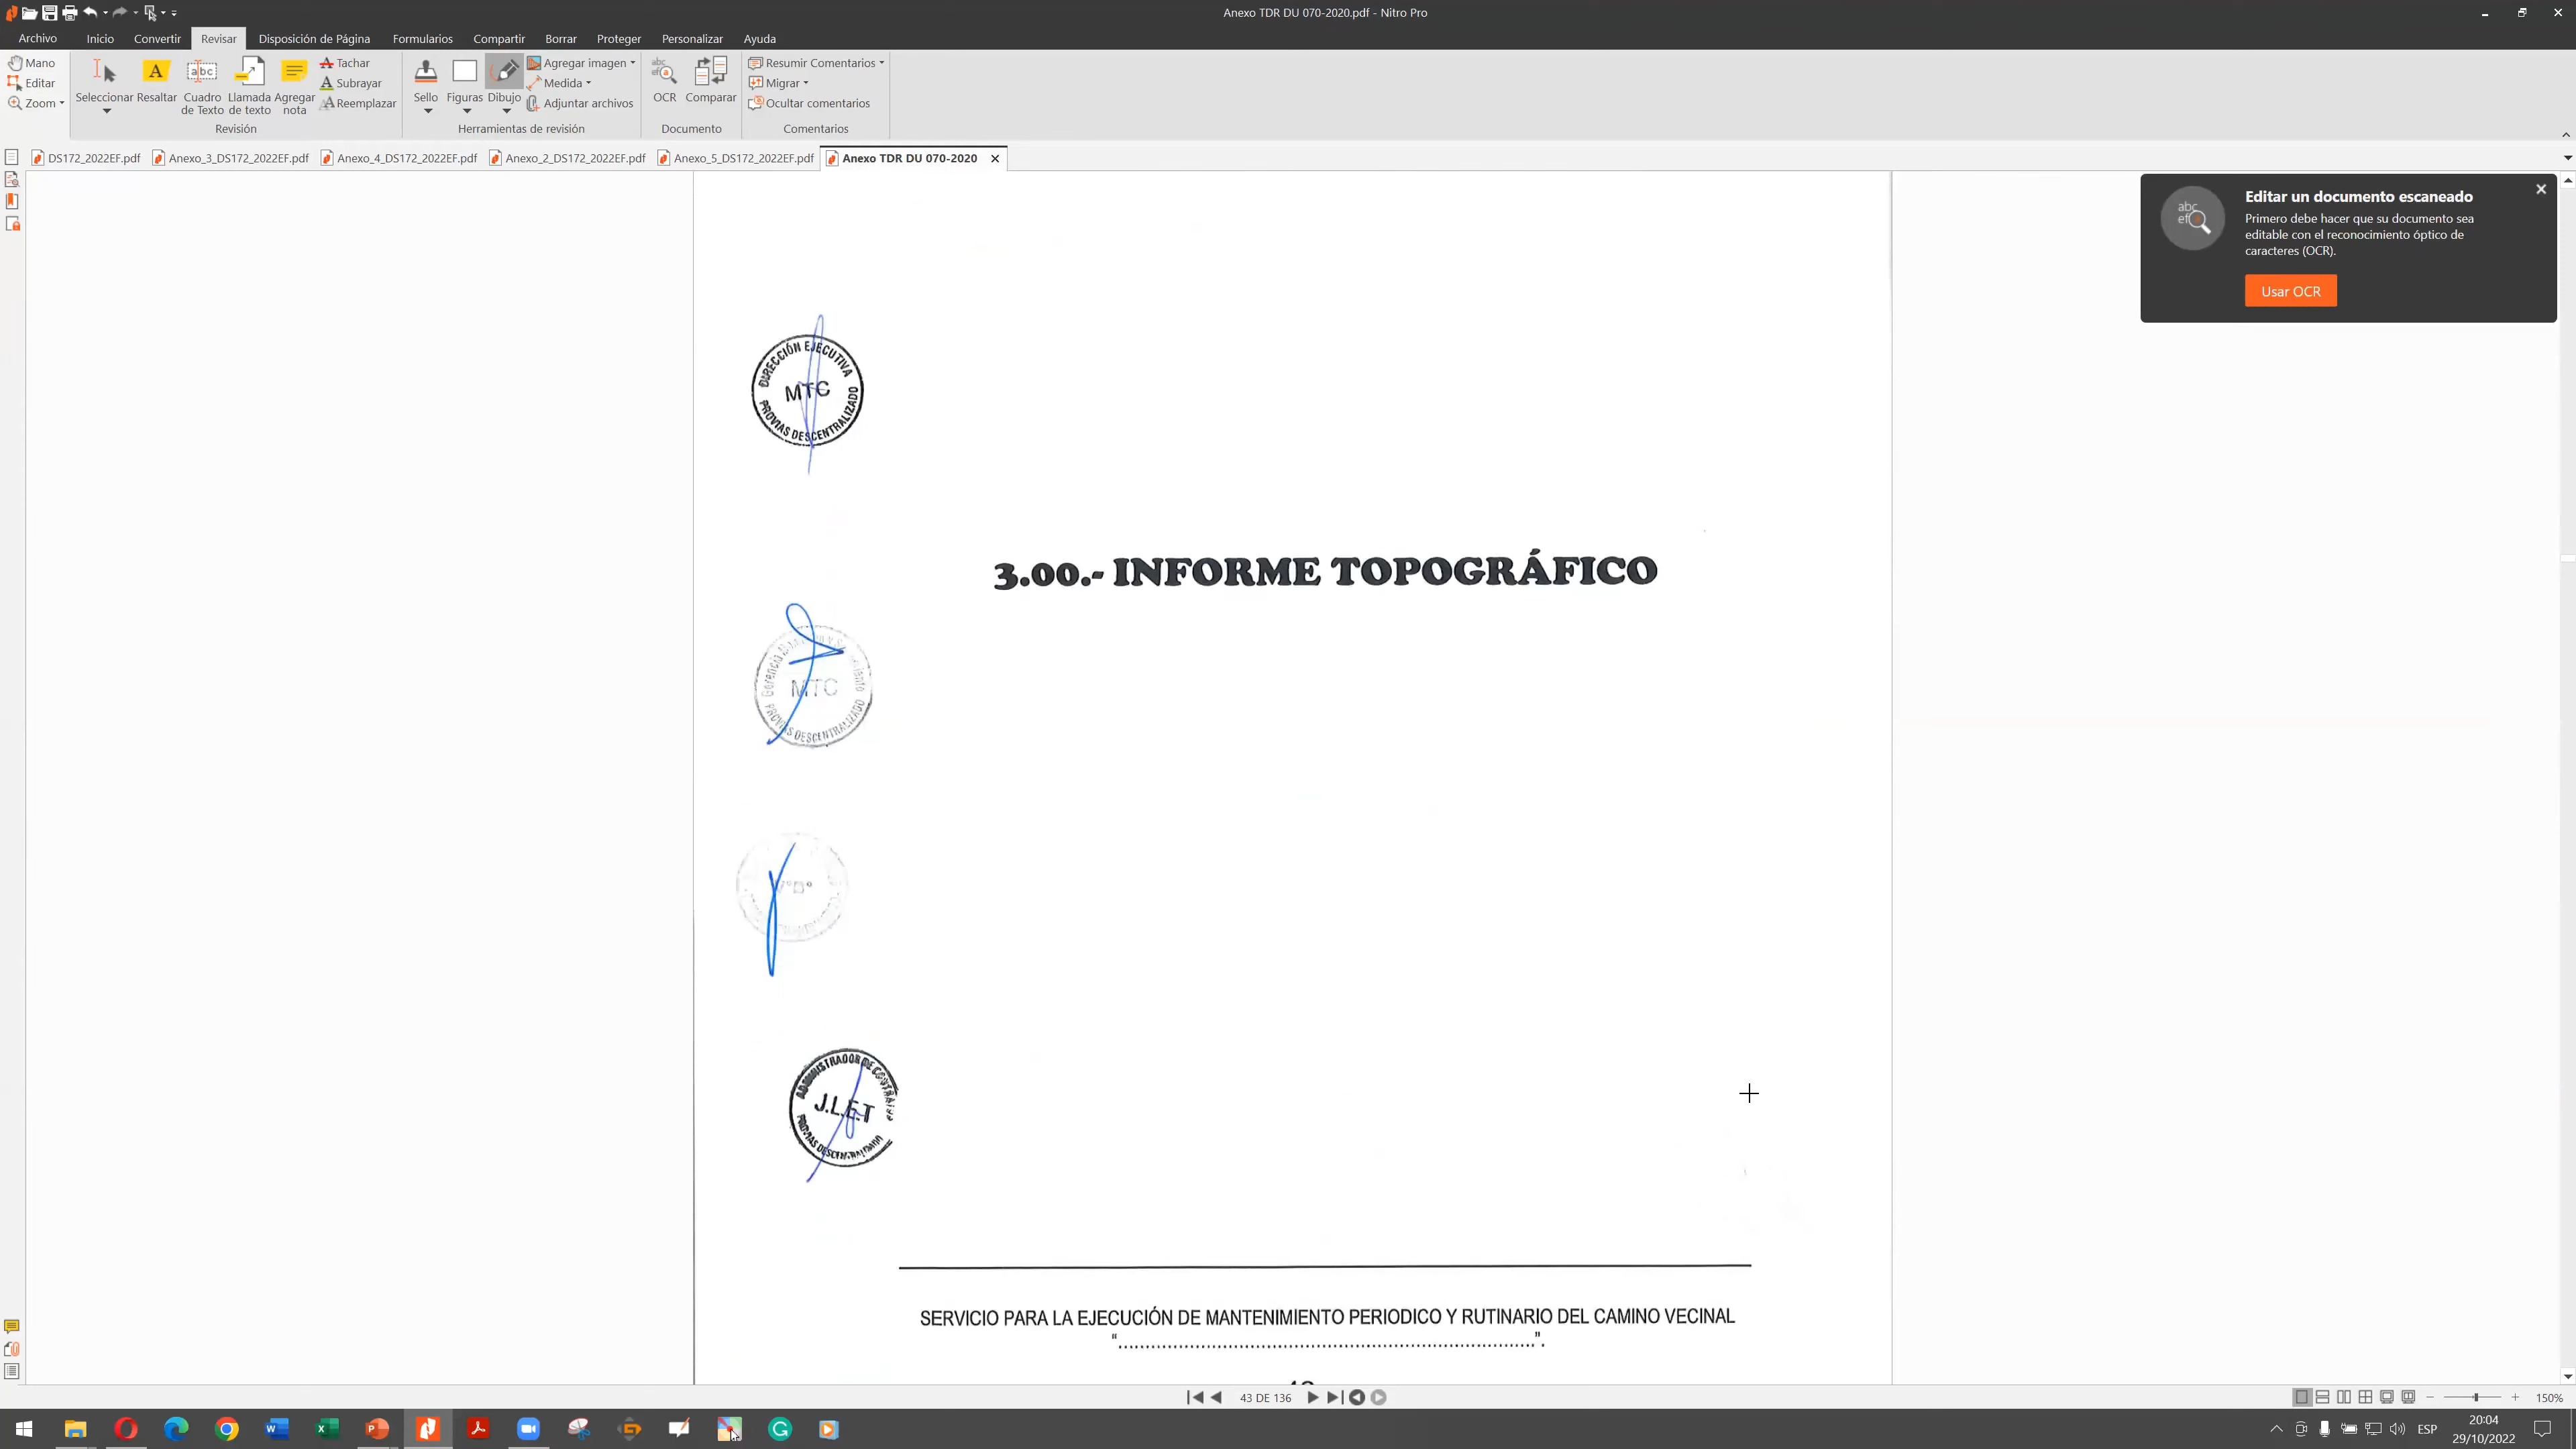 Anexo TDR DU 070-2020.pdf - Nitro Pro
Archivo Inicio Convertir Revisar Disposición de Página Formularios Compartir Borrar Proteger Personalizar Ayuda
Mano
Editar
Zoom
Seleccionar
Resaltar
Cuadro de Texto
Llamada de texto
Agregar nota
Tachar
Subrayar
Reemplazar
Revisión
Sello
Figuras
Dibujo
Agregar imagen
Medida
Adjuntar archivos
Herramientas de revisión
OCR
Comparar
Documento
Resumir Comentarios
Migrar
Ocultar comentarios
Comentarios
DS172_2022EF.pdf Anexo_3_DS172_2022EF.pdf Anexo_4_DS172_2022EF.pdf Anexo_2_DS172_2022EF.pdf Anexo_5_DS172_2022EF.pdf Anexo TDR DU 070-2020
Editar un documento escaneado
Primero debe hacer que su documento sea
editable con el reconocimiento óptico de
caracteres (OCR).
Usar OCR
DIRECCIÓN EJECUTIVA
MTC
PROVIAS DESCENTRALIZADO
3.00.- INFORME TOPOGRÁFICO
Gerencia
MTC
PROVIAS DESCENTRALIZADO
ADMINISTRADOR DE
J.L.E.T
PROVIAS DESCENTRALIZADO
SERVICIO PARA LA EJECUCIÓN DE MANTENIMIENTO PERIODICO Y RUTINARIO DEL CAMINO VECINAL
“...........................................................................”.
43 DE 136
150%
ESP
20:04
29/10/2022